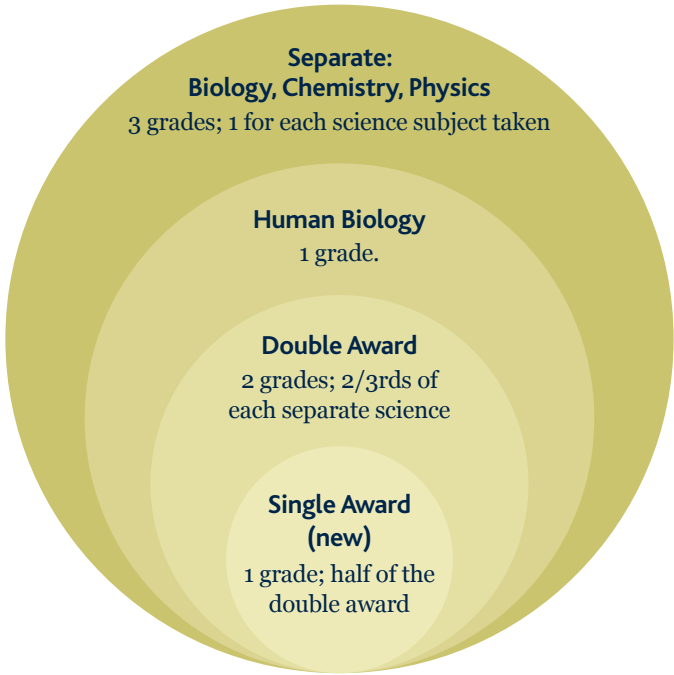 Separate:
Biology, Chemistry, Physics
3 grades; 1 for each science subject taken
Human Biology
1 grade.
Double Award
2 grades; 2/3rds of
each separate science
Single Award
(new)
1 grade; half of the
double award